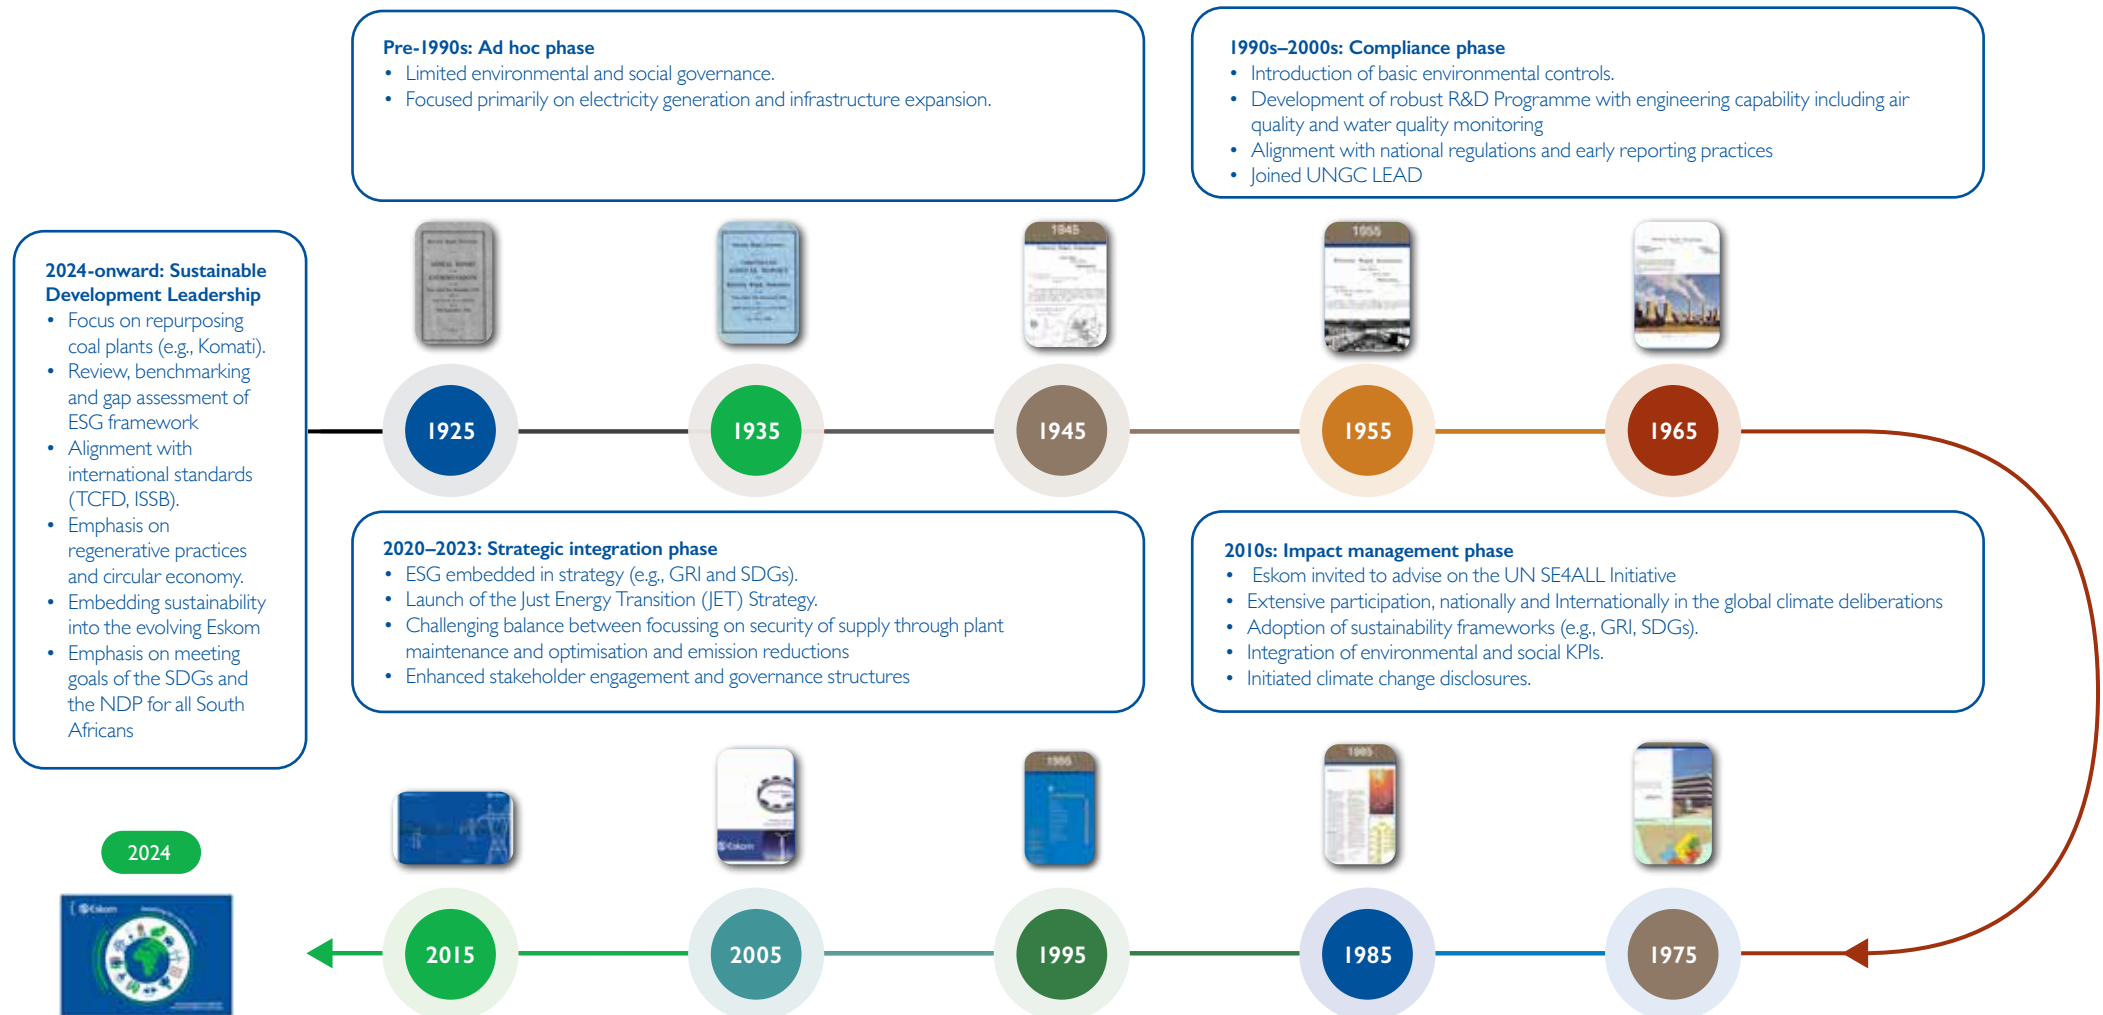 Pre-1990s: Ad hoc phase
• Limited environmental and social governance.
• Focused primarily on electricity generation and infrastructure expansion.
1990s–2000s: Compliance phase
• Introduction of basic environmental controls.
• Development of robust R&D Programme with engineering capability including air
quality and water quality monitoring
• Alignment with national regulations and early reporting practices
• Joined UNGC LEAD
2024-onward: Sustainable
Development Leadership
• Focus on repurposing
coal plants (e.g., Komati).
• Review, benchmarking
and gap assessment of
ESG framework
• Alignment with
international standards
(TCFD, ISSB).
• Emphasis on
regenerative practices
and circular economy.
• Embedding sustainability
into the evolving Eskom
• Emphasis on meeting
goals of the SDGs and
the NDP for all South
Africans
ANNUAL REPORT
ANNUAL REPORT
1945
1955
1925
1935
1945
1955
1965
2020–2023: Strategic integration phase
• ESG embedded in strategy (e.g., GRI and SDGs).
• Launch of the Just Energy Transition (JET) Strategy.
• Challenging balance between focussing on security of supply through plant
maintenance and optimisation and emission reductions
• Enhanced stakeholder engagement and governance structures
2010s: Impact management phase
• Eskom invited to advise on the UN SE4ALL Initiative
• Extensive participation, nationally and Internationally in the global climate deliberations
• Adoption of sustainability frameworks (e.g., GRI, SDGs).
• Integration of environmental and social KPIs.
• Initiated climate change disclosures.
Eskom
1985
2024
Eskom
2015
2005
1995
1985
1975